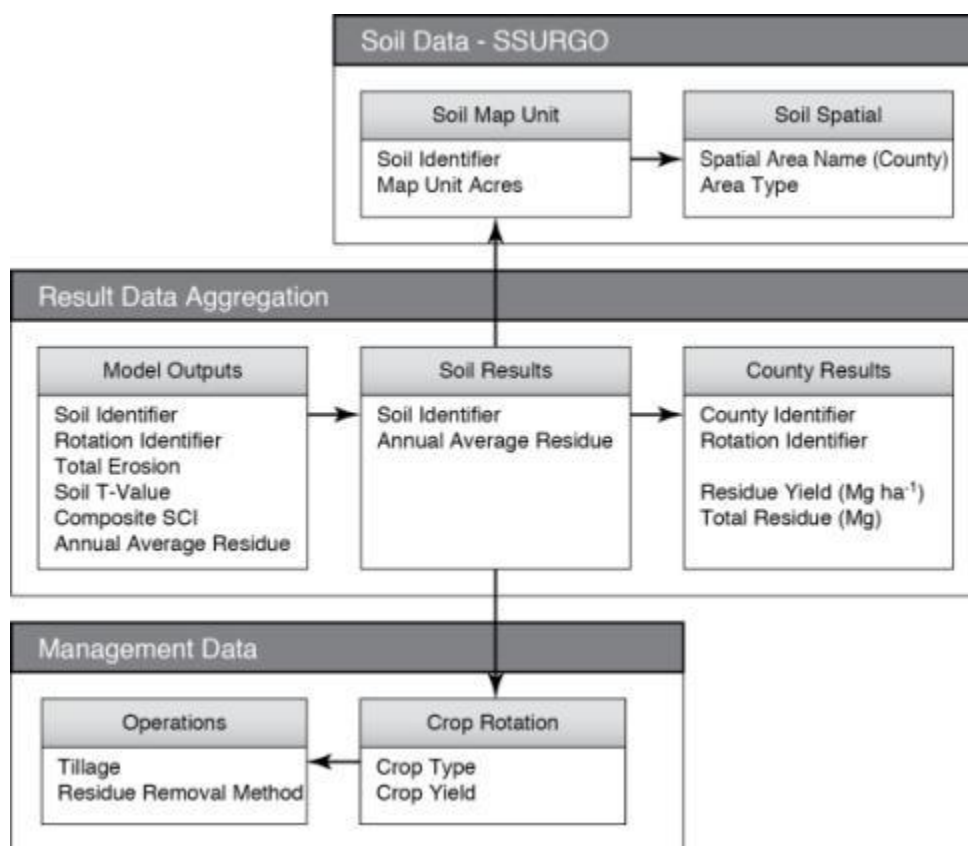 Soil Data - SSURGO
Soil Map Unit
Soil Identifier
Map Unit Acres
Soil Spatial
Spatial Area Name (County)
Area Type
Result Data Aggregation
Model Outputs
Soil Identifier
Rotation Identifier
Total Erosion
Soil T-Value
Composite SCI
Annual Average Residue
Soil Results
Soil Identifier
Annual Average Residue
County Results
County Identifier
Rotation Identifier
Residue Yield (Mg ha⁻¹)
Total Residue (Mg)
Management Data
Operations
Tillage
Residue Removal Method
Crop Rotation
Crop Type
Crop Yield